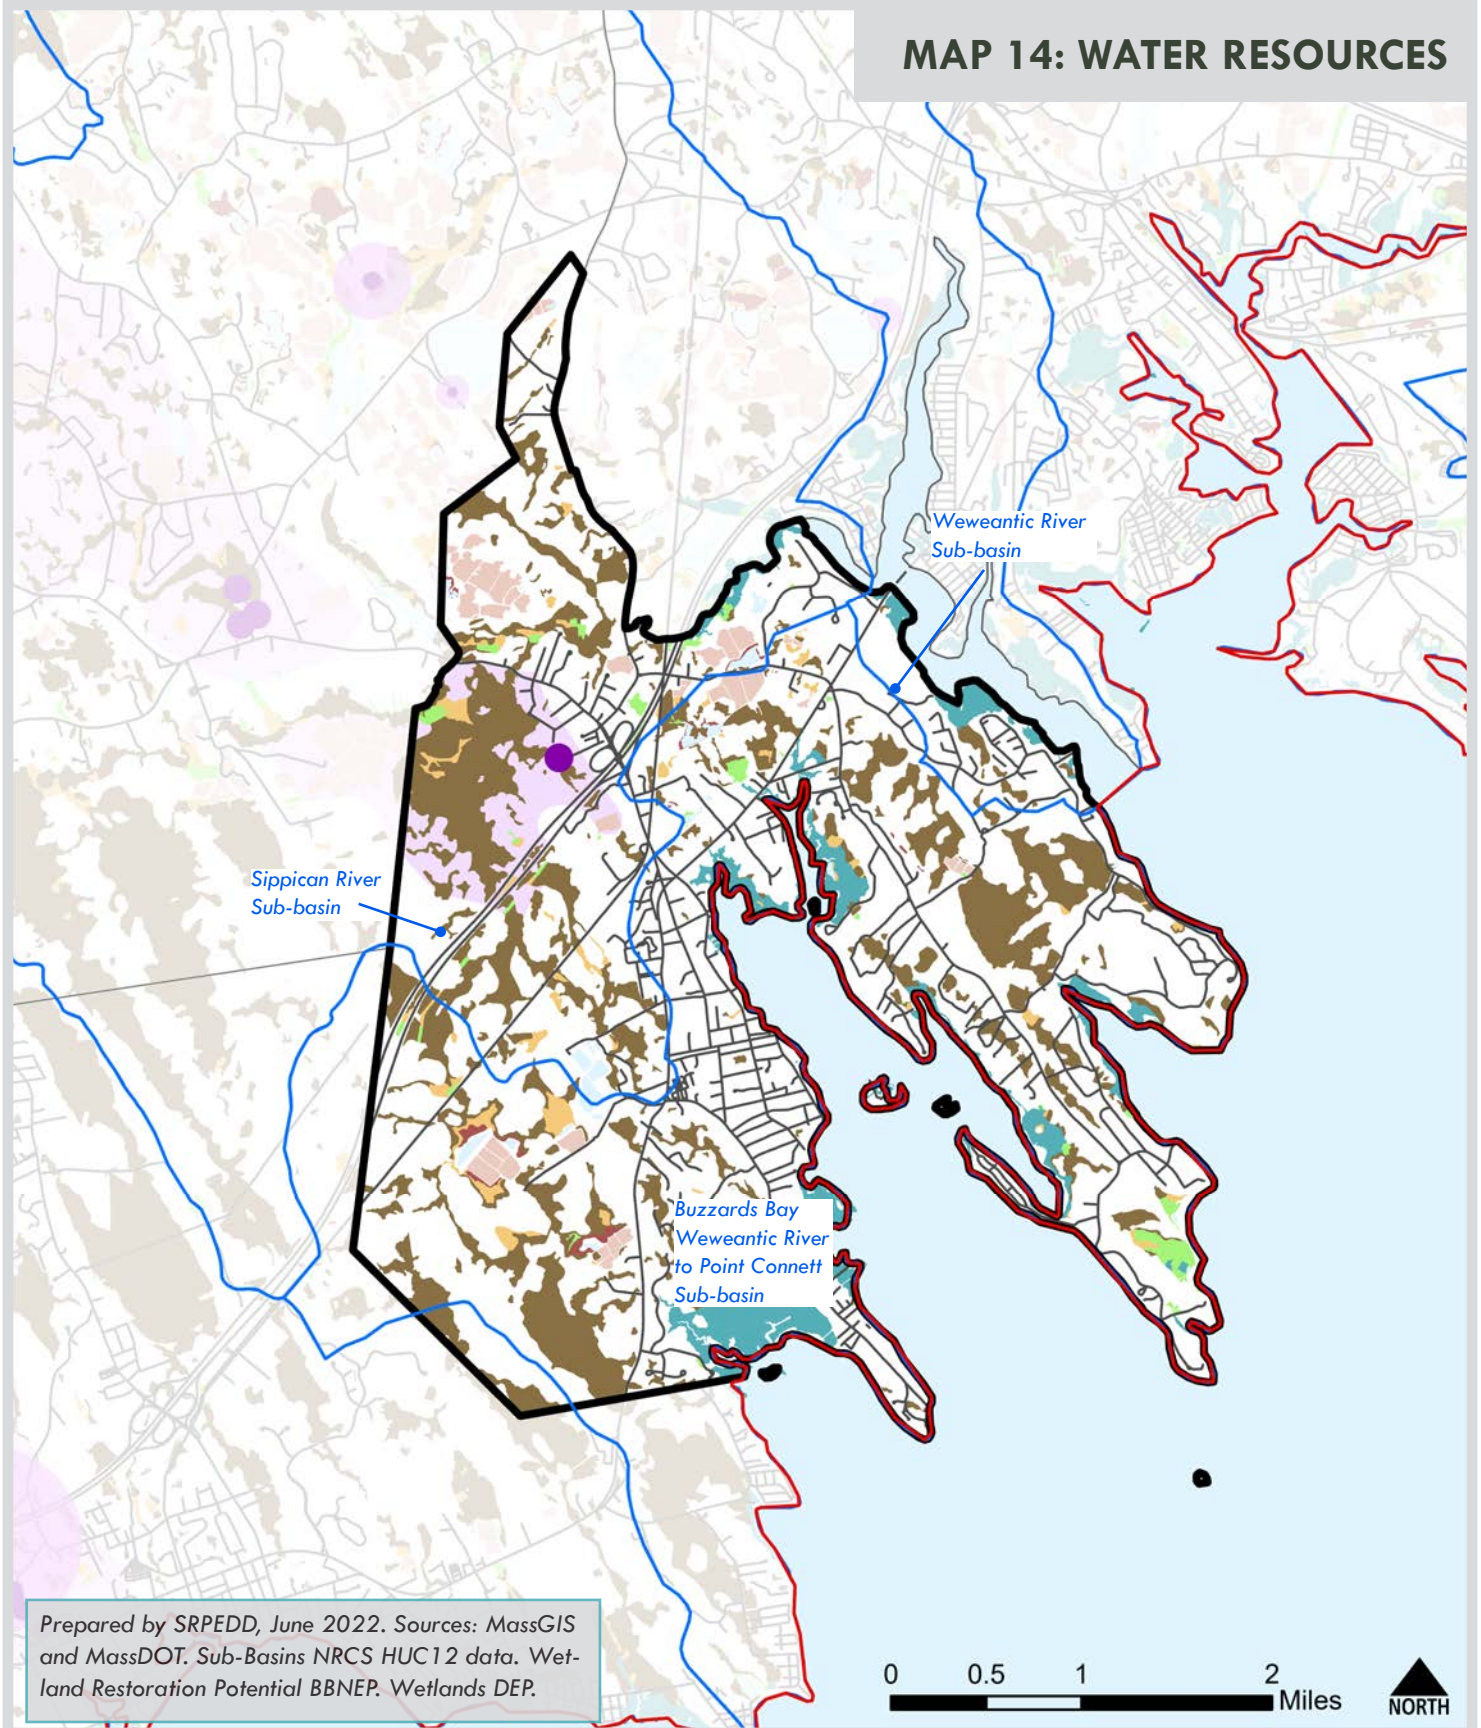 MAP 14: WATER RESOURCES
Weweantic River
Sub-basin
Sippican River
Sub-basin
Buzzards Bay
Weweantic River
to Point Connett
Sub-basin
Prepared by SRPEDD, June 2022. Sources: MassGIS
and MassDOT. Sub-Basins NRCS HUC12 data. Wet-
land Restoration Potential BBNEP. Wetlands DEP.
0 0.5 1 2
Miles
NORTH